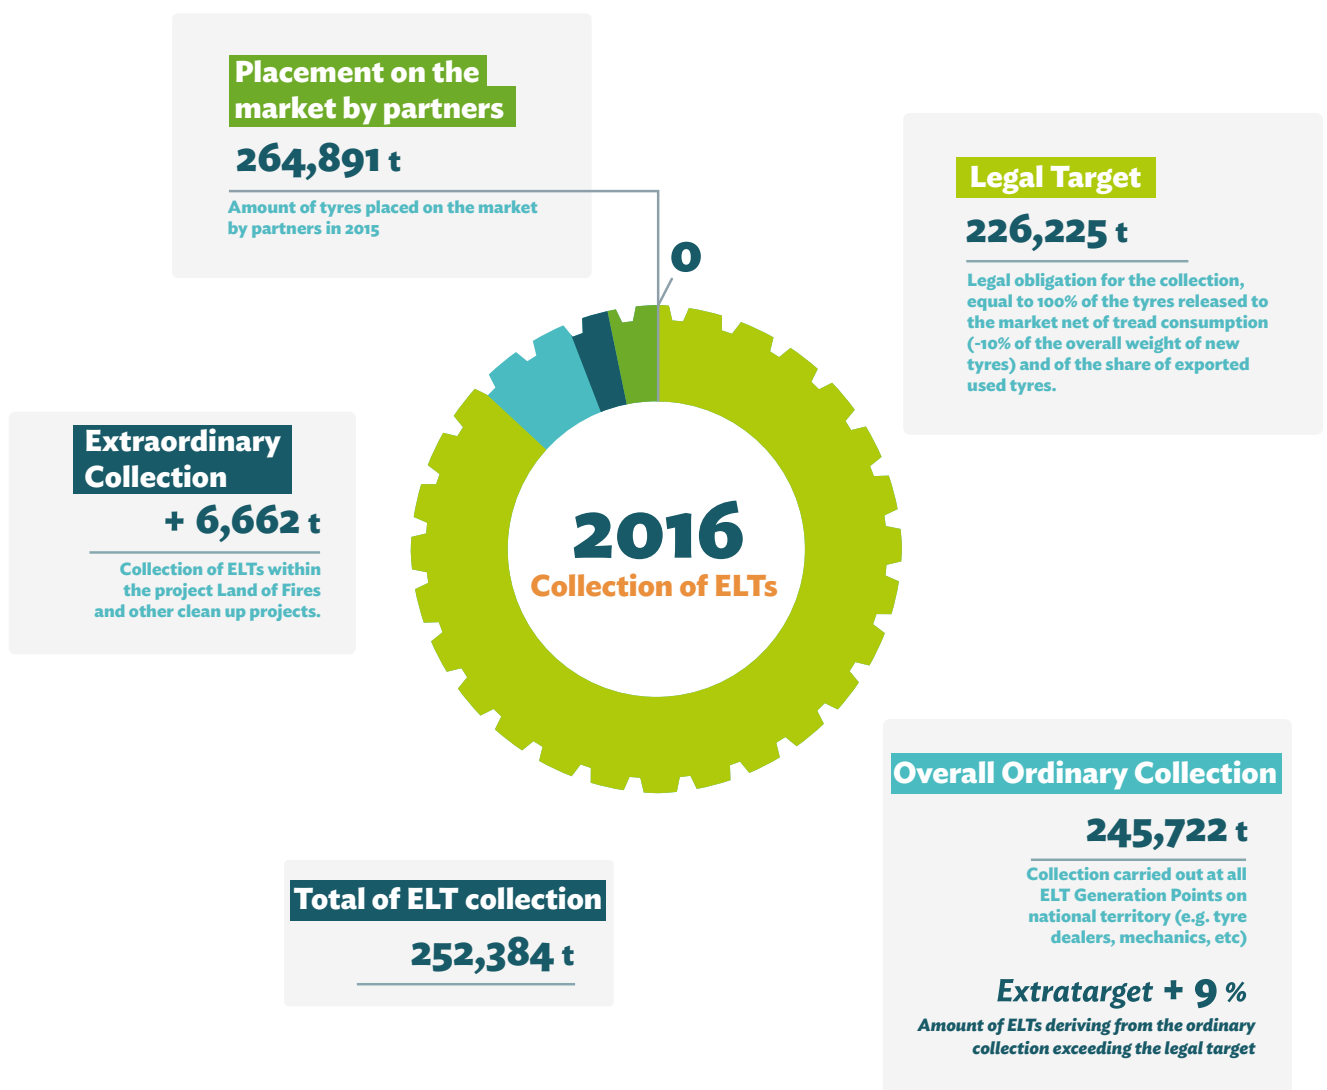 Placement on the
market by partners
264,891 t
Amount of tyres placed on the market
by partners in 2015
0
Legal Target
226,225 t
Legal obligation for the collection,
equal to 100% of the tyres released to
the market net of tread consumption
(-10% of the overall weight of new
tyres) and of the share of exported
used tyres.
Extraordinary
Collection
+ 6,662 t
Collection of ELTs within
the project Land of Fires
and other clean up projects.
2016
Collection of ELTs
Overall Ordinary Collection
245,722 t
Collection carried out at all
ELT Generation Points on
national territory (e.g. tyre
dealers, mechanics, etc)
Extratarget + 9 %
Amount of ELTs deriving from the ordinary
collection exceeding the legal target
Total of ELT collection
252,384 t